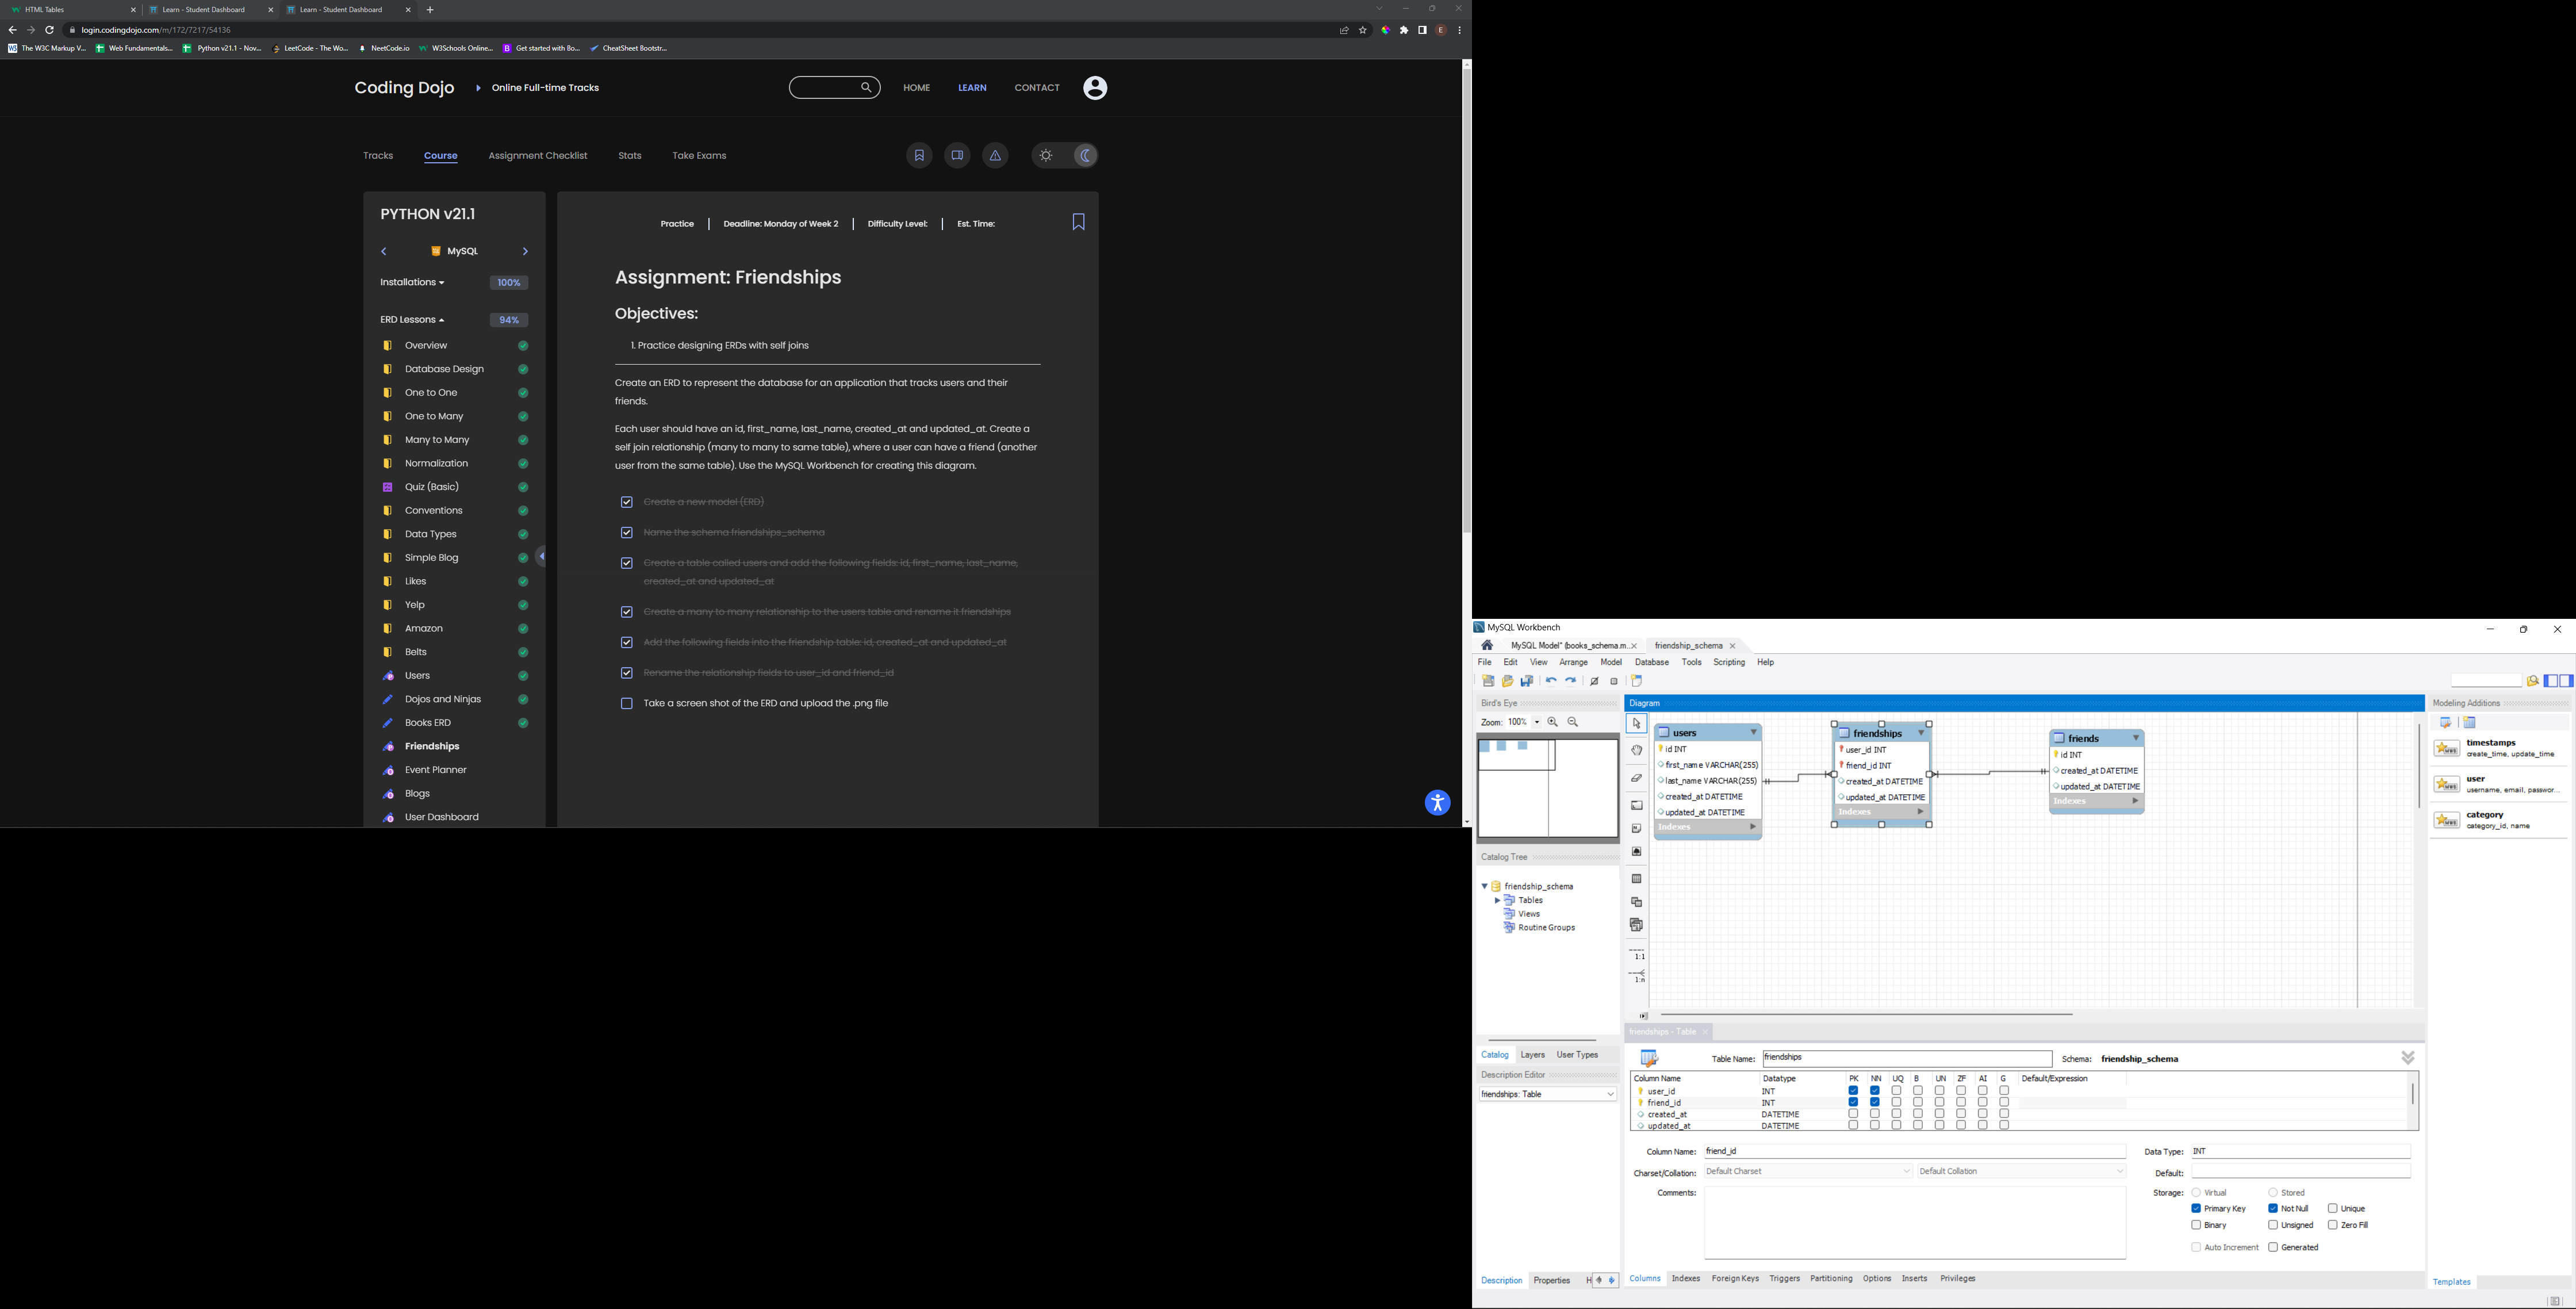 HTML Tables
Learn - Student Dashboard
Learn - Student Dashboard
login.codingdojo.com/m/172/7217/54136
The W3C Markup V...
Web Fundamentals...
Python v21.1 - Nov...
LeetCode - The Wo...
NeetCode.io
W3Schools Online...
Get started with Bo...
CheatSheet Bootstr...
Coding Dojo
Online Full-time Tracks
HOME
LEARN
CONTACT
Tracks
Course
Assignment Checklist
Stats
Take Exams
PYTHON v21.1
MySQL
Installations
100%
ERD Lessons
94%
Overview
Database Design
One to One
One to Many
Many to Many
Normalization
Quiz (Basic)
Conventions
Data Types
Simple Blog
Likes
Yelp
Amazon
Belts
Users
Dojos and Ninjas
Books ERD
Friendships
Event Planner
Blogs
User Dashboard
Practice
Deadline: Monday of Week 2
Difficulty Level:
Est. Time:
Assignment: Friendships
Objectives:
1. Practice designing ERDs with self joins
Create an ERD to represent the database for an application that tracks users and their
friends.
Each user should have an id, first_name, last_name, created_at and updated_at. Create a
self join relationship (many to many to same table), where a user can have a friend (another
user from the same table). Use the MySQL Workbench for creating this diagram.
Create a new model (ERD)
Name the schema friendships_schema
Create a table called users and add the following fields: id, first_name, last_name,
created_at and updated_at
Create a many to many relationship to the users table and rename it friendships
Add the following fields into the friendship table: id, created_at and updated_at
Rename the relationship fields to user_id and friend_id
Take a screen shot of the ERD and upload the .png file
MySQL Workbench
MySQL Model* (books_schema.m...
friendship_schema
File Edit View Arrange Model Database Tools Scripting Help
Bird's Eye
Zoom: 100%
Catalog Tree
friendship_schema
Tables
Views
Routine Groups
Catalog Layers User Types
Description Editor
friendships: Table
Description Properties H
Diagram
1:1
1:n
users
id INT
first_name VARCHAR(255)
last_name VARCHAR(255)
created_at DATETIME
updated_at DATETIME
Indexes
friendships
user_id INT
friend_id INT
created_at DATETIME
updated_at DATETIME
Indexes
friends
id INT
created_at DATETIME
updated_at DATETIME
Indexes
Modeling Additions
timestamps
create_time, update_time
user
username, email, passwor...
category
category_id, name
Templates
friendships - Table
Table Name: friendships
Schema: friendship_schema
Column Name Datatype PK NN UQ B UN ZF AI G Default/Expression
user_id INT
friend_id INT
created_at DATETIME
updated_at DATETIME
Column Name: friend_id
Data Type: INT
Charset/Collation: Default Charset Default Collation
Default:
Comments:
Storage: Virtual Stored
Primary Key Not Null Unique
Binary Unsigned Zero Fill
Auto Increment Generated
Columns Indexes Foreign Keys Triggers Partitioning Options Inserts Privileges